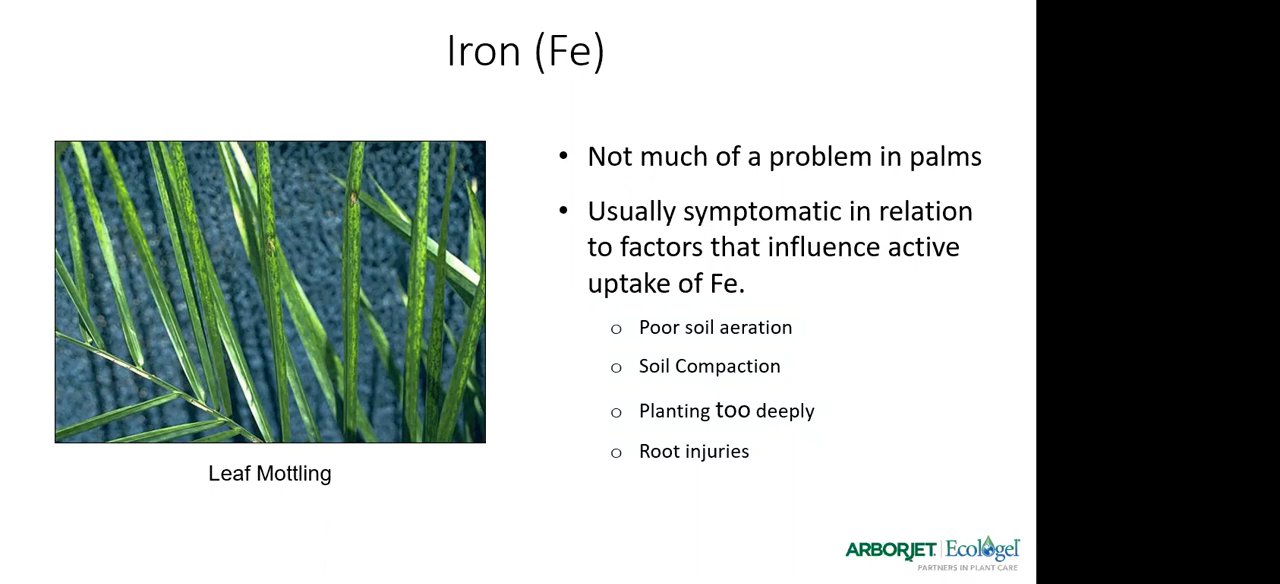 Iron (Fe)
• Not much of a problem in palms
• Usually symptomatic in relation
to factors that influence active
uptake of Fe.
o Poor soil aeration
o Soil Compaction
o Planting too deeply
o Root injuries
Leaf Mottling
ARBORJET | Ecologel
PARTNERS IN PLANT CARE